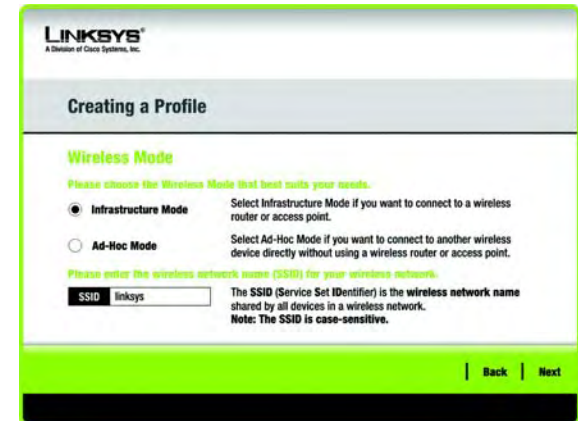 LINKSYS®
A Division of Cisco Systems, Inc.
Creating a Profile
Wireless Mode
Please choose the Wireless Mode that best suits your needs.
Infrastructure Mode
Select Infrastructure Mode if you want to connect to a wireless
router or access point.
Ad-Hoc Mode
Select Ad-Hoc Mode if you want to connect to another wireless
device directly without using a wireless router or access point.
Please enter the wireless network name (SSID) for your wireless network.
SSID linksys
The SSID (Service Set IDentifier) is the wireless network name
shared by all devices in a wireless network.
Note: The SSID is case-sensitive.
Back Next